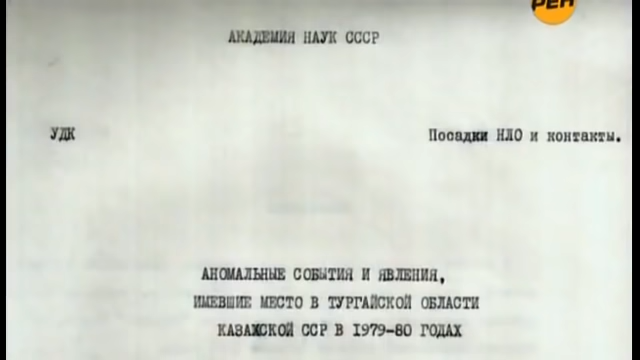 РЕН
АКАДЕМИЯ НАУК СССР
УДК
Посадки НЛО и контакты.
АНОМАЛЬНЫЕ СОБЫТИЯ И ЯВЛЕНИЯ,
ИМЕВШИЕ МЕСТО В ТУРГАЙСКОЙ ОБЛАСТИ
КАЗАХСКОЙ ССР В 1979-80 ГОДАХ